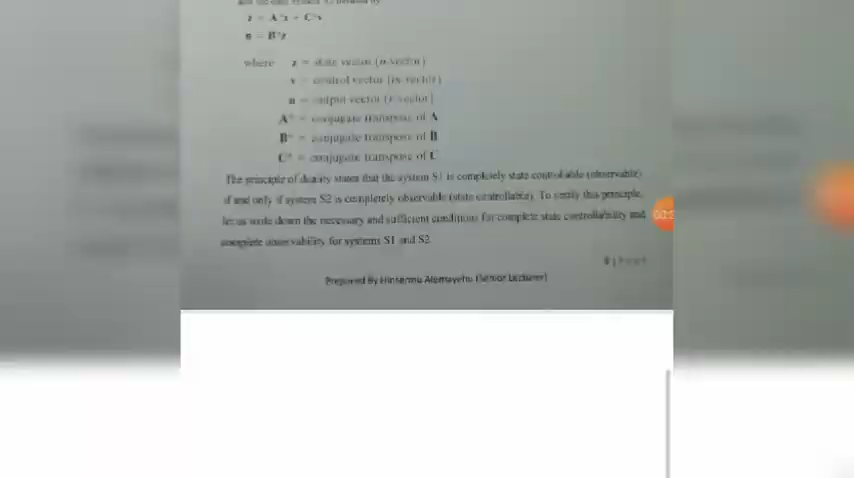 z = A*z + C*v
n = B*z
where z = state vector (n-vector)
v = control vector (m-vector)
n = output vector (r-vector)
A* = conjugate transpose of A
B* = conjugate transpose of B
C* = conjugate transpose of C
The principle of duality states that the system S1 is completely state controllable (observable)
if and only if system S2 is completely observable (state controllable). To verify this principle,
let us write down the necessary and sufficient conditions for complete state controllability and
complete observability for systems S1 and S2.
Prepared By Hinsermu Alemayehu (Senior Lecturer)